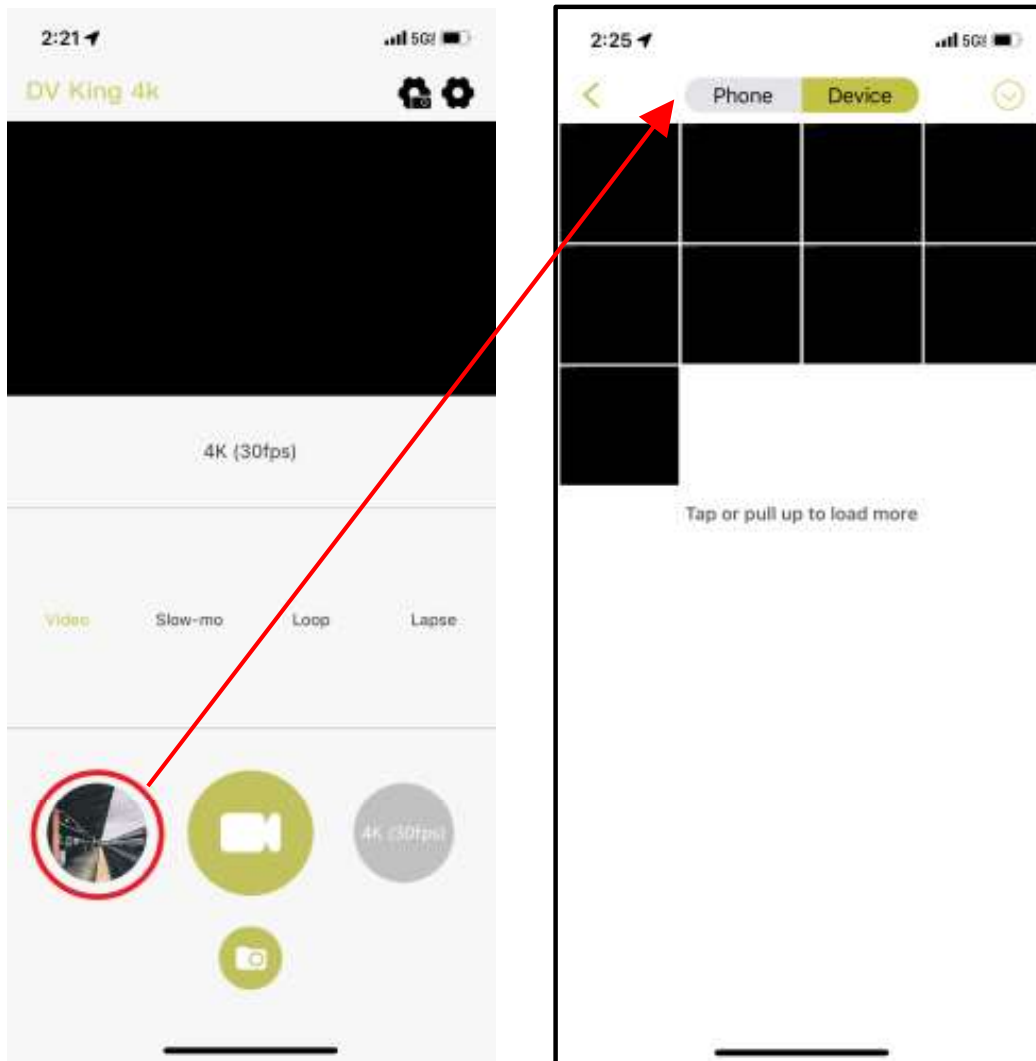 2:21
5G
DV King 4k
4K (30fps)
Video
Slow-mo
Loop
Lapse
4K (30fps)
2:25
5G
Phone
Device
Tap or pull up to load more